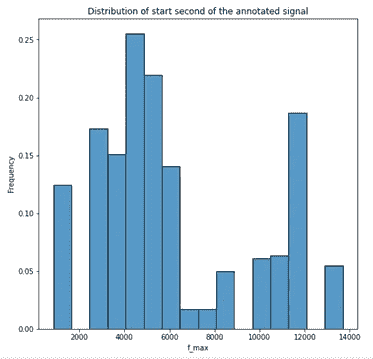 Distribution of start second of the annotated signal
Frequency
0.25
0.20
0.15
0.10
0.05
0.00
2000 4000 6000 8000 10000 12000 14000
f_max